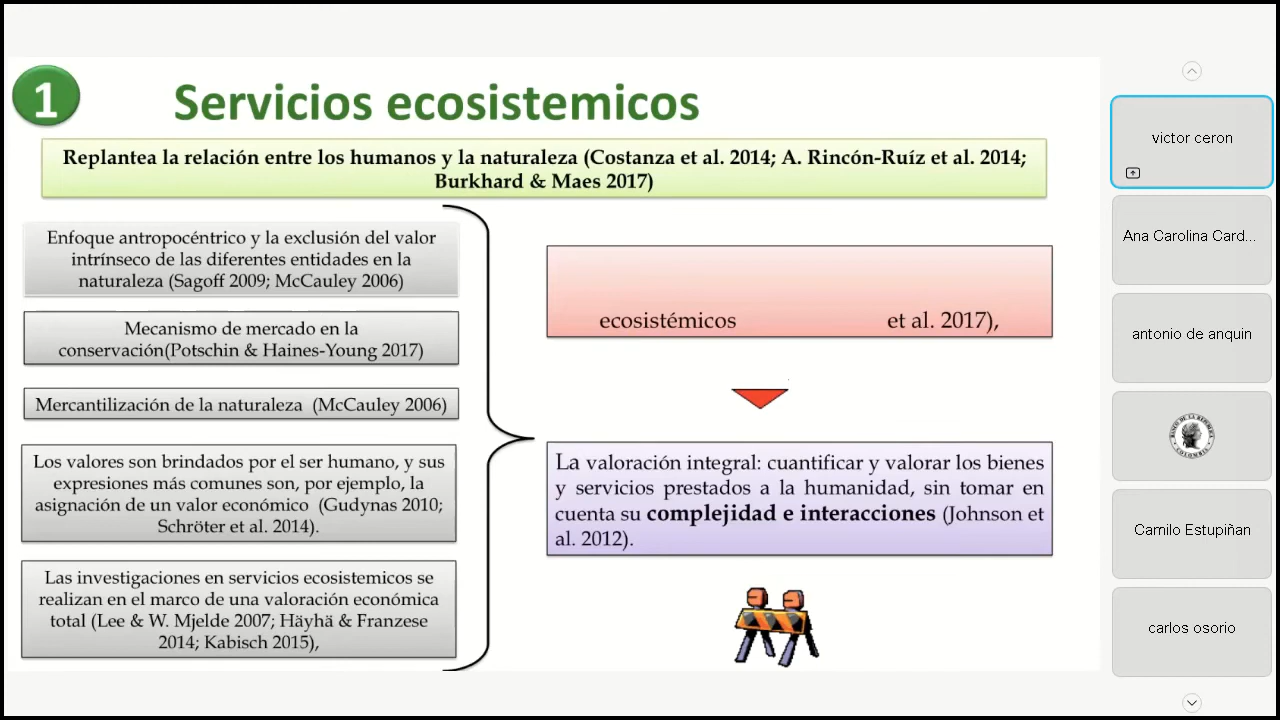 1
Servicios ecosistemicos
Replantea la relación entre los humanos y la naturaleza (Costanza et al. 2014; A. Rincón-Ruíz et al. 2014;
Burkhard & Maes 2017)
Enfoque antropocéntrico y la exclusión del valor
intrínseco de las diferentes entidades en la
naturaleza (Sagoff 2009; McCauley 2006)
Mecanismo de mercado en la
conservación(Potschin & Haines-Young 2017)
Mercantilización de la naturaleza (McCauley 2006)
Los valores son brindados por el ser humano, y sus
expresiones más comunes son, por ejemplo, la
asignación de un valor económico (Gudynas 2010;
Schröter et al. 2014).
Las investigaciones en servicios ecosistemicos se
realizan en el marco de una valoración económica
total (Lee & W. Mjelde 2007; Häyhä & Franzese
2014; Kabisch 2015),
ecosistémicos et al. 2017),
La valoración integral: cuantificar y valorar los bienes
y servicios prestados a la humanidad, sin tomar en
cuenta su complejidad e interacciones (Johnson et
al. 2012).
victor ceron
Ana Carolina Card...
antonio de anquin
BANCO DE LA REPUBLICA
COLOMBIA
Camilo Estupiñan
carlos osorio